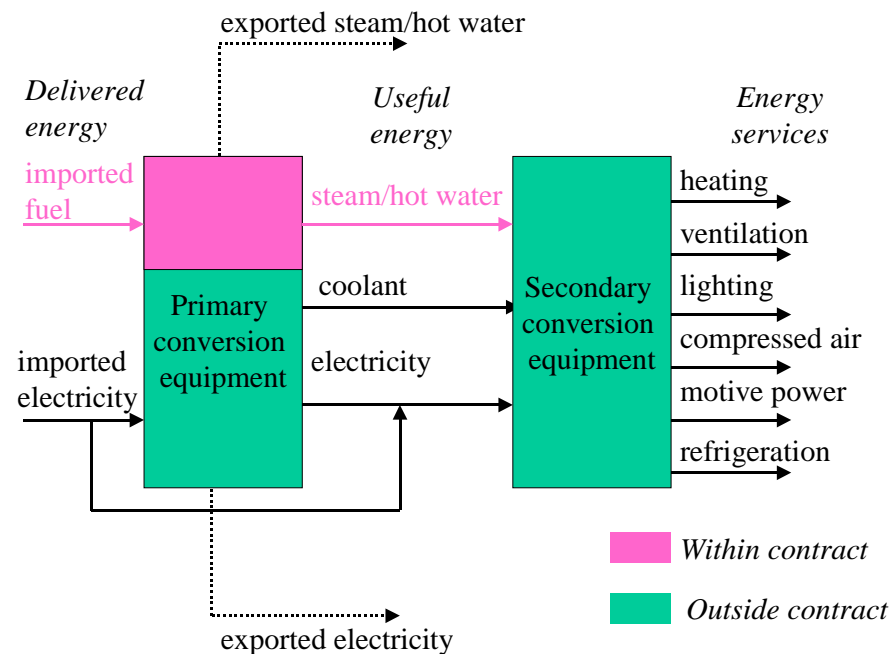 exported steam/hot water
Delivered
energy
Useful
energy
Energy
services
imported
fuel
steam/hot water
heating
ventilation
coolant
lighting
Primary
conversion
equipment
Secondary
conversion
equipment
imported
electricity
electricity
compressed air
motive power
refrigeration
Within contract
Outside contract
exported electricity